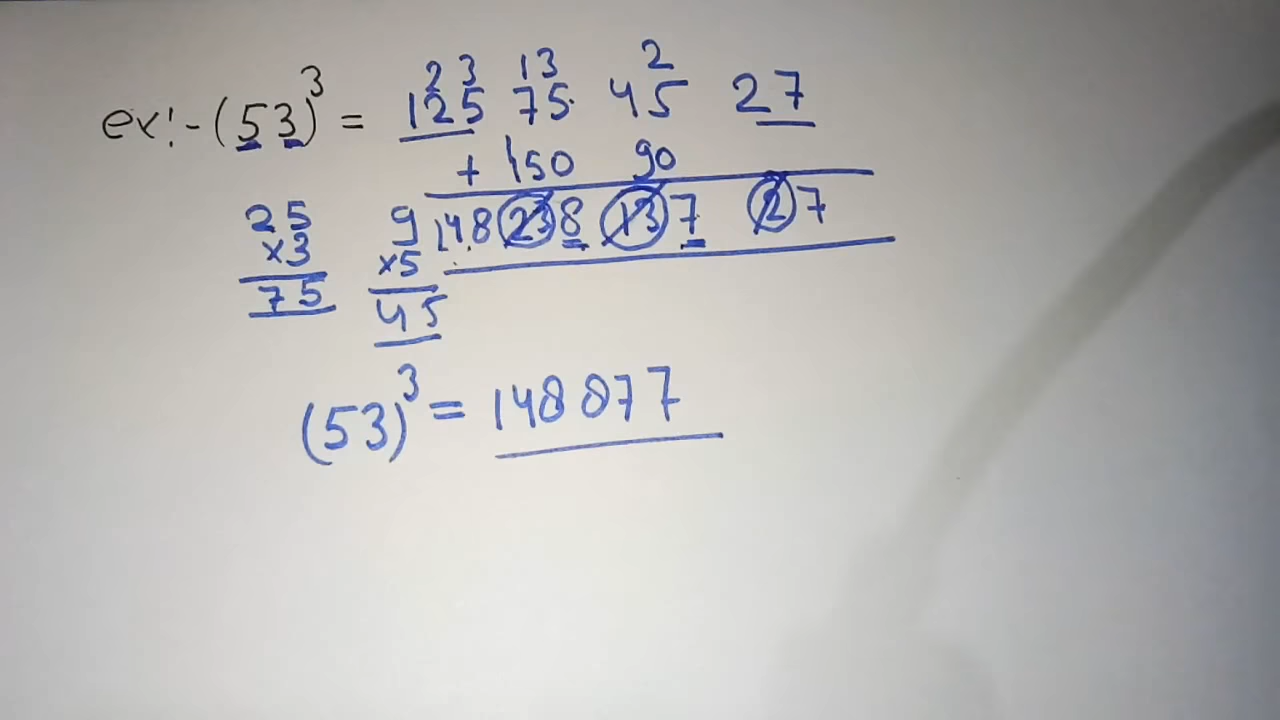 2 3 1 3 2
ex:- (53)³ = 125 75 45 27
+ 150 90
25 9 148 23 8 13 7 2 7
×3 ×5
75 45
(53)³ = 148877